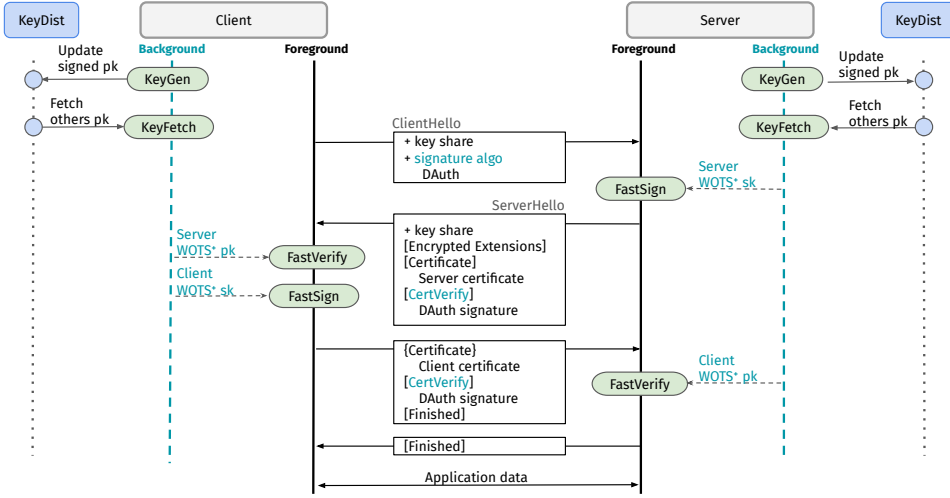 KeyDist
Client
Server
KeyDist
Background
Foreground
Foreground
Background
Update
signed pk
KeyGen
KeyGen
Update
signed pk
Fetch
others pk
KeyFetch
KeyFetch
Fetch
others pk
ClientHello
+ key share
+ signature algo
DAuth
Server
WOTS* sk
FastSign
ServerHello
+ key share
[Encrypted Extensions]
[Certificate]
Server certificate
[CertVerify]
DAuth signature
Server
WOTS* pk
FastVerify
Client
WOTS* sk
FastSign
{Certificate}
Client certificate
[CertVerify]
DAuth signature
[Finished]
Client
WOTS* pk
FastVerify
[Finished]
Application data